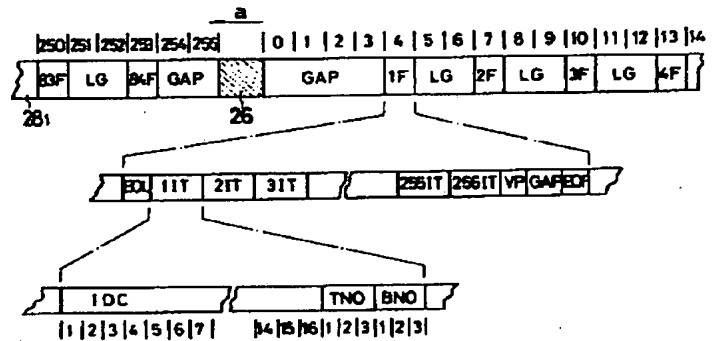 a
|250|251|252|253|254|255| |0|1|2|3|4|5|6|7|8|9|10|11|12|13|14
83F LG 84F GAP GAP 1F LG 2F LG 3F LG 4F
281 26
1IT 2IT 3IT 255IT 256IT VP GAP EOF
IDC TNO BNO
|1|2|3|4|5|6|7| |14|15|16|1|2|3|1|2|3|